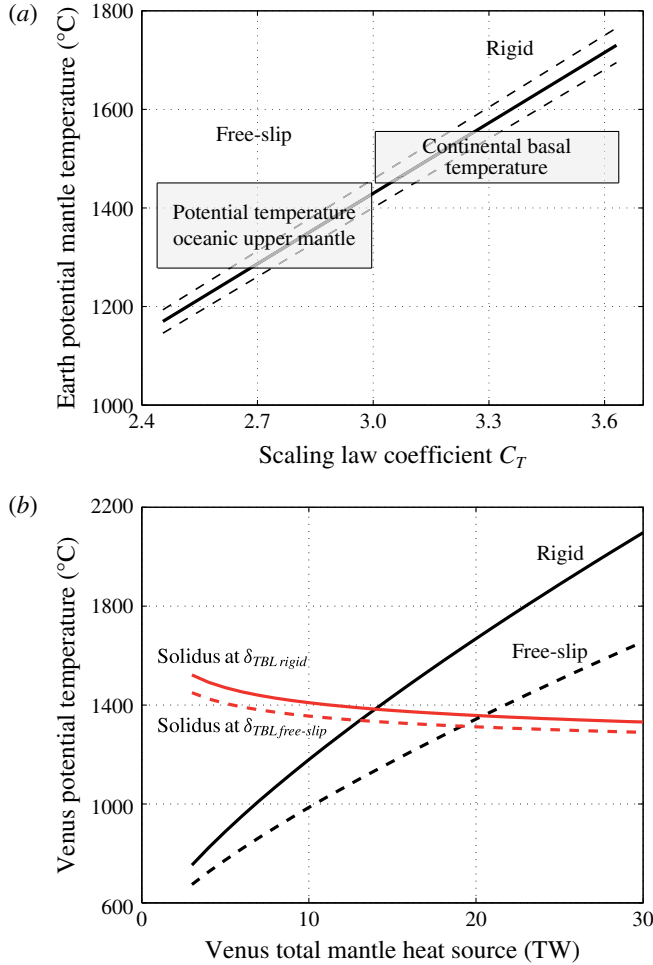 (a)
Earth potential mantle temperature (°C)
1800
1600
1400
1200
1000
Rigid
Free-slip
Continental basal
temperature
Potential temperature
oceanic upper mantle
2.4
2.7
3.0
3.3
3.6
Scaling law coefficient C_T
(b)
Venus potential temperature (°C)
2200
1800
1400
1000
600
Rigid
Free-slip
Solidus at δ_TBL rigid
Solidus at δ_TBL free-slip
0
10
20
30
Venus total mantle heat source (TW)